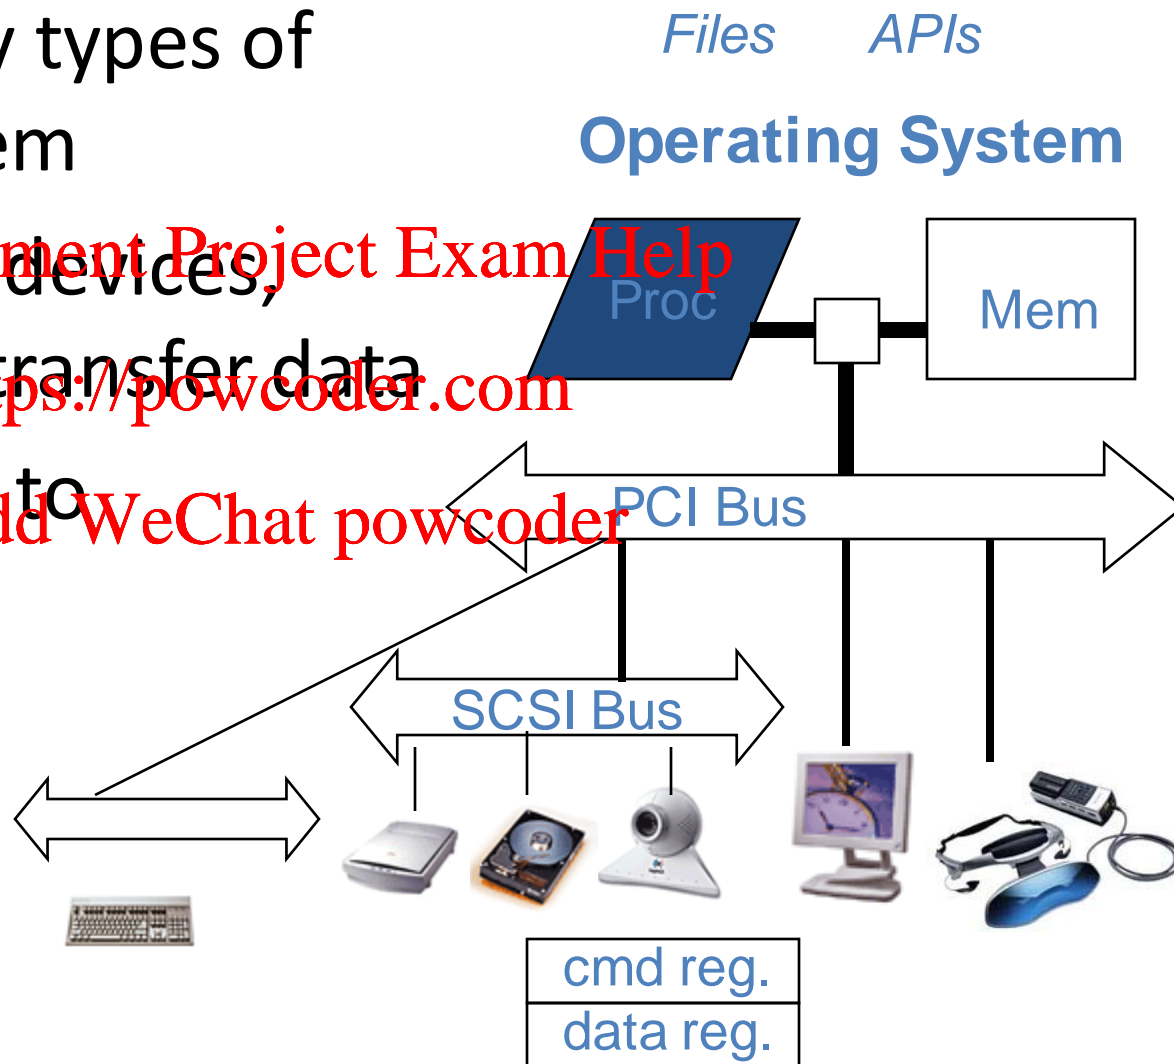 y types of
em
devices,
transfer data
to
ment Project Exam Help
tps://powcoder.com
dd WeChat powcoder
Files APIs
Operating System
Proc
Mem
PCI Bus
SCSI Bus
cmd reg.
data reg.